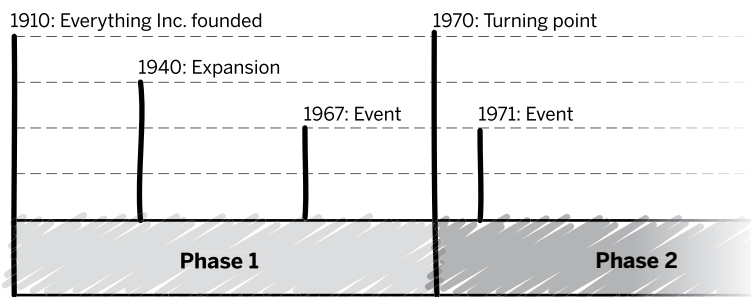 1910: Everything Inc. founded
1970: Turning point
1940: Expansion
1967: Event
1971: Event
Phase 1
Phase 2